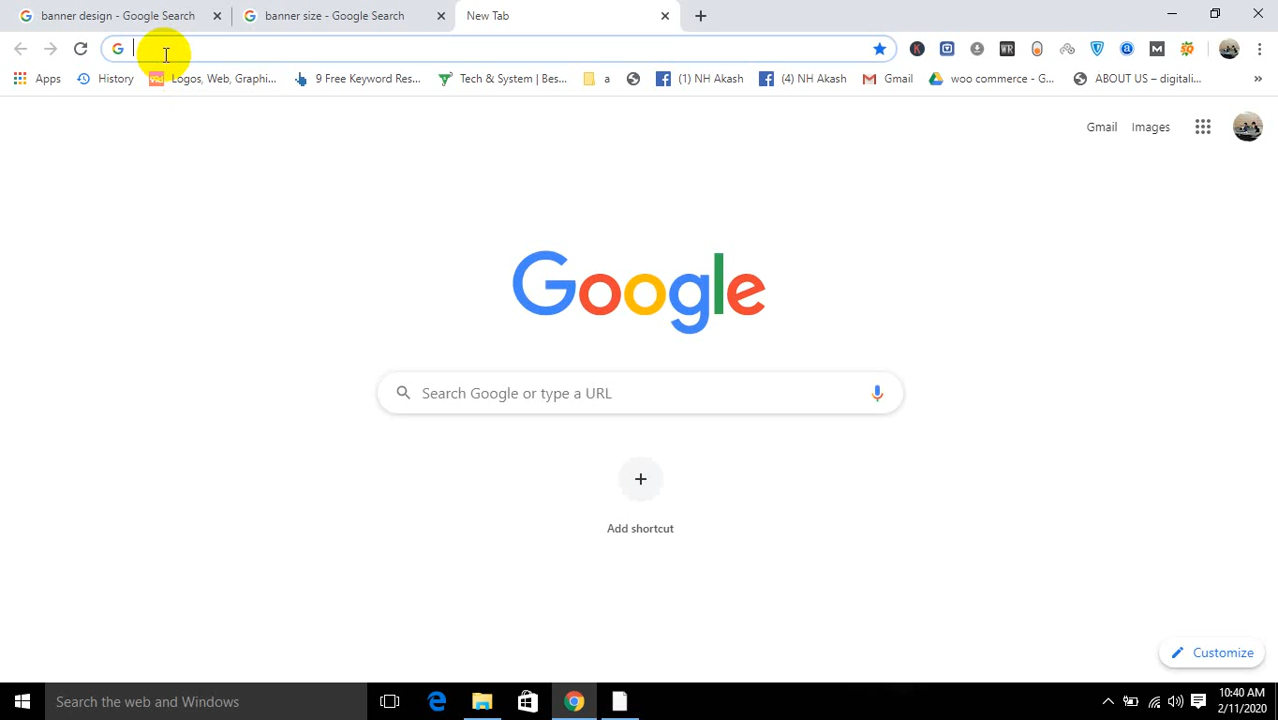 banner design - Google Search
banner size - Google Search
New Tab
Apps
History
Logos, Web, Graphi...
9 Free Keyword Res...
Tech & System | Bes...
a
(1) NH Akash
(4) NH Akash
Gmail
woo commerce - G...
ABOUT US – digitali...
»
Gmail
Images
Google
Search Google or type a URL
Add shortcut
Customize
Search the web and Windows
10:40 AM
2/11/2020